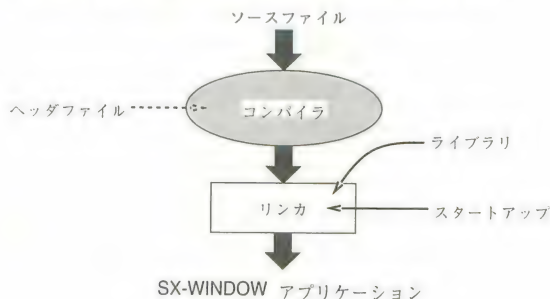 ソースファイル
ヘッダファイル
コンパイラ
ライブラリ
リンカ
スタートアップ
SX-WINDOW アプリケーション